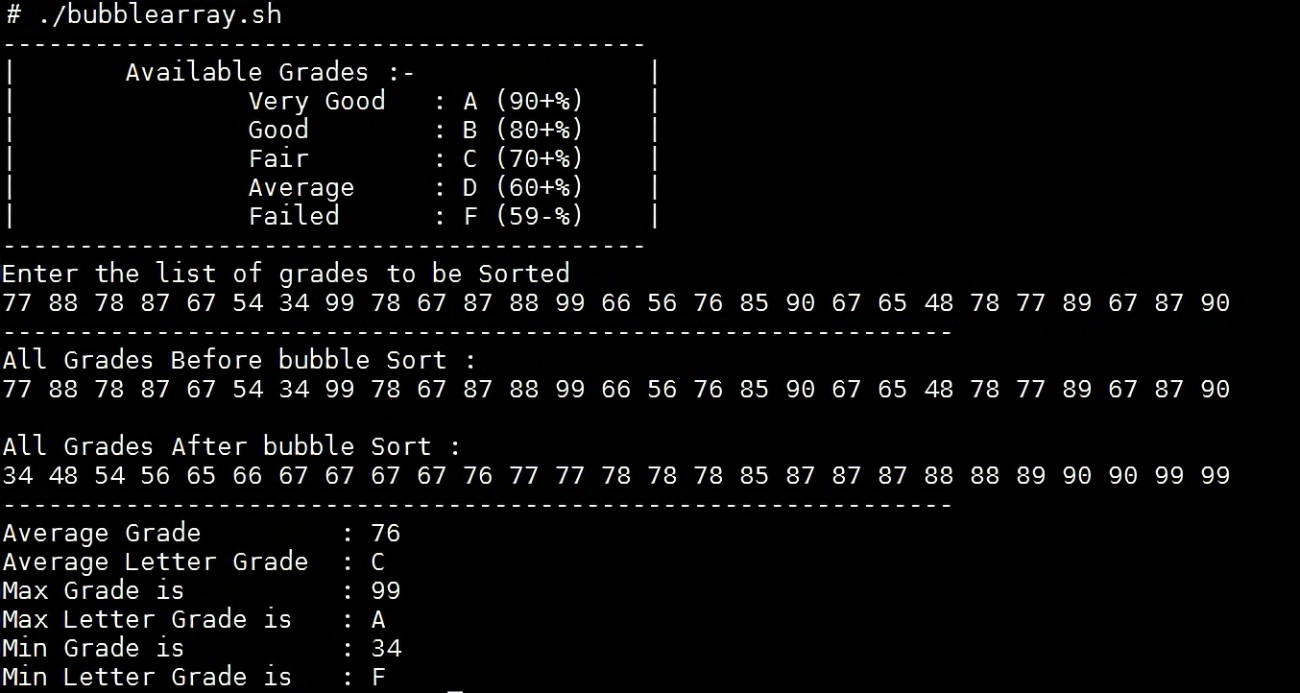 # ./bubblearray.sh
------------------------------------------
|       Available Grades :-               |
|               Very Good   : A (90+%)    |
|               Good        : B (80+%)    |
|               Fair        : C (70+%)    |
|               Average     : D (60+%)    |
|               Failed      : F (59-%)    |
------------------------------------------
Enter the list of grades to be Sorted
77 88 78 87 67 54 34 99 78 67 87 88 99 66 56 76 85 90 67 65 48 78 77 89 67 87 90
--------------------------------------------------------------
All Grades Before bubble Sort :
77 88 78 87 67 54 34 99 78 67 87 88 99 66 56 76 85 90 67 65 48 78 77 89 67 87 90

All Grades After bubble Sort :
34 48 54 56 65 66 67 67 67 67 76 77 77 78 78 78 85 87 87 87 88 88 89 90 90 99 99
--------------------------------------------------------------
Average Grade         : 76
Average Letter Grade  : C
Max Grade is          : 99
Max Letter Grade is   : A
Min Grade is          : 34
Min Letter Grade is   : F